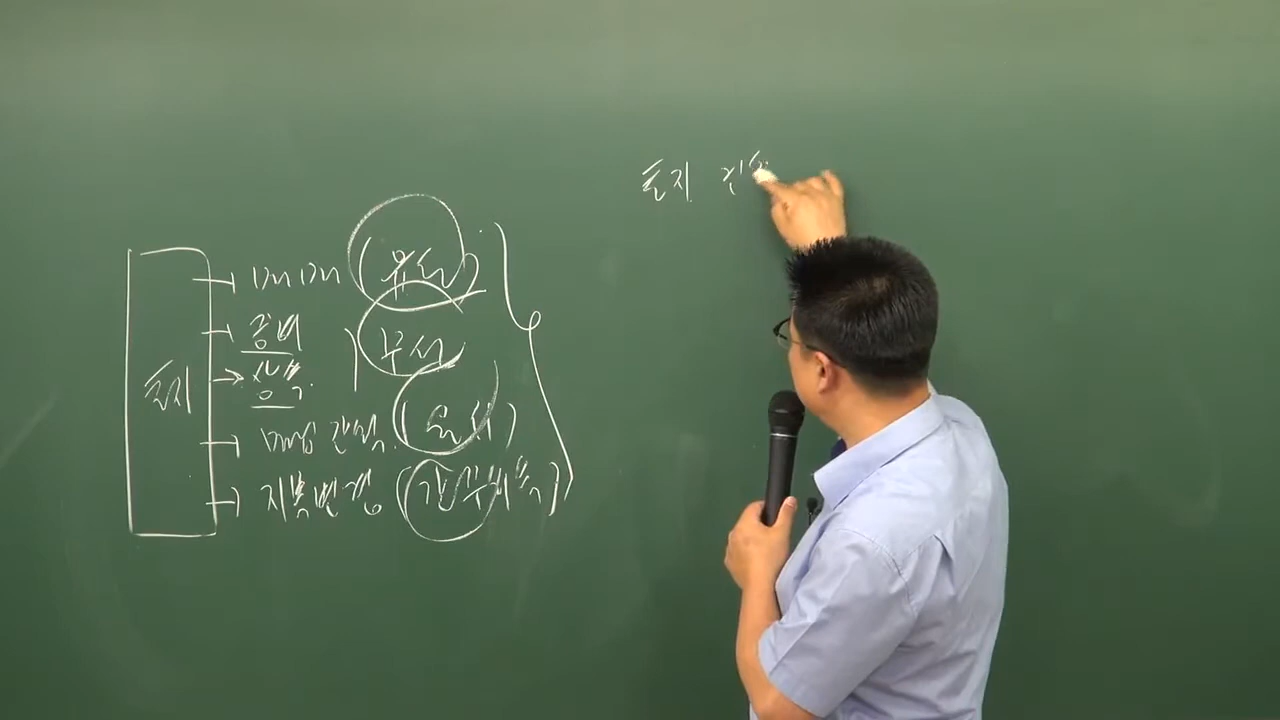 토지
매매 (유상)
증여
상속
무상
매립 간척 (원시)
지목변경 (간주취득)
토지 건